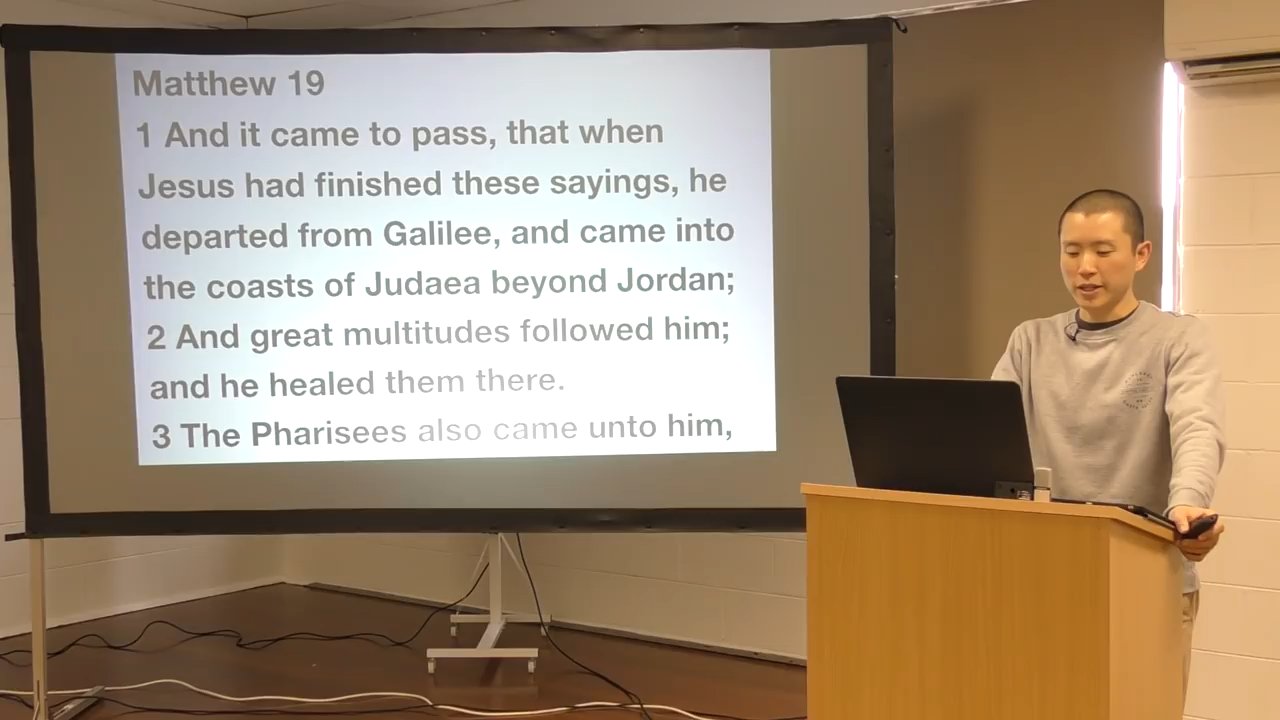 Matthew 19
1 And it came to pass, that when
Jesus had finished these sayings, he
departed from Galilee, and came into
the coasts of Judaea beyond Jordan;
2 And great multitudes followed him;
and he healed them there.
3 The Pharisees also came unto him,